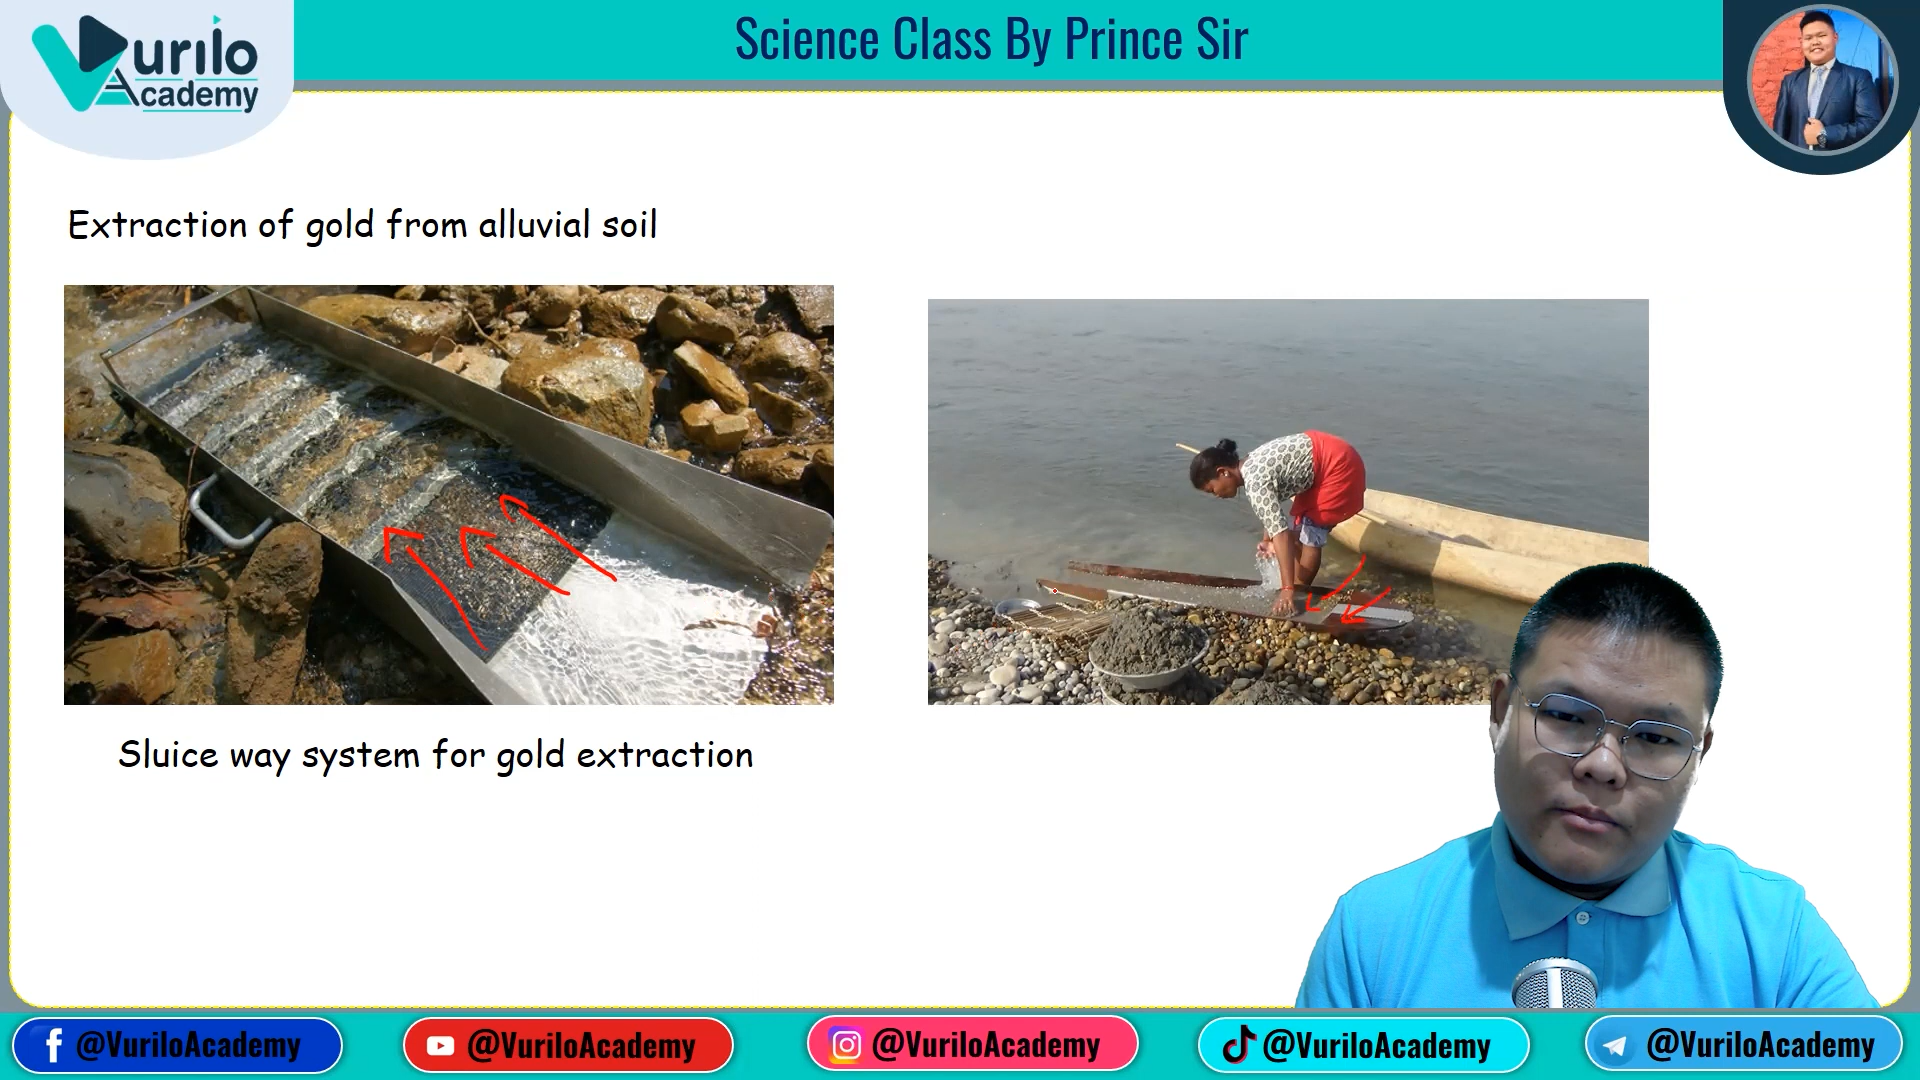 Vurilo
Academy
Science Class By Prince Sir
Extraction of gold from alluvial soil
Sluice way system for gold extraction
@VuriloAcademy
@VuriloAcademy
@VuriloAcademy
@VuriloAcademy
@VuriloAcademy